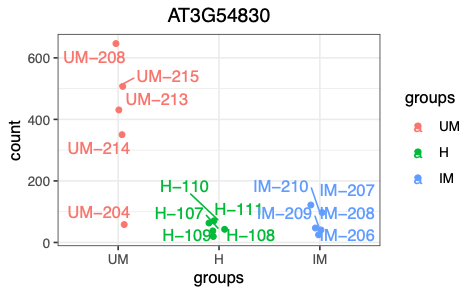 AT3G54830
count
600
400
200
0
UM−208
UM−215
UM−213
UM−214
UM−204
H−110
H−107
H−111
H−109
H−108
IM−210
IM−207
IM−209
IM−208
IM−206
UM
H
IM
groups
groups
a UM
a H
a IM